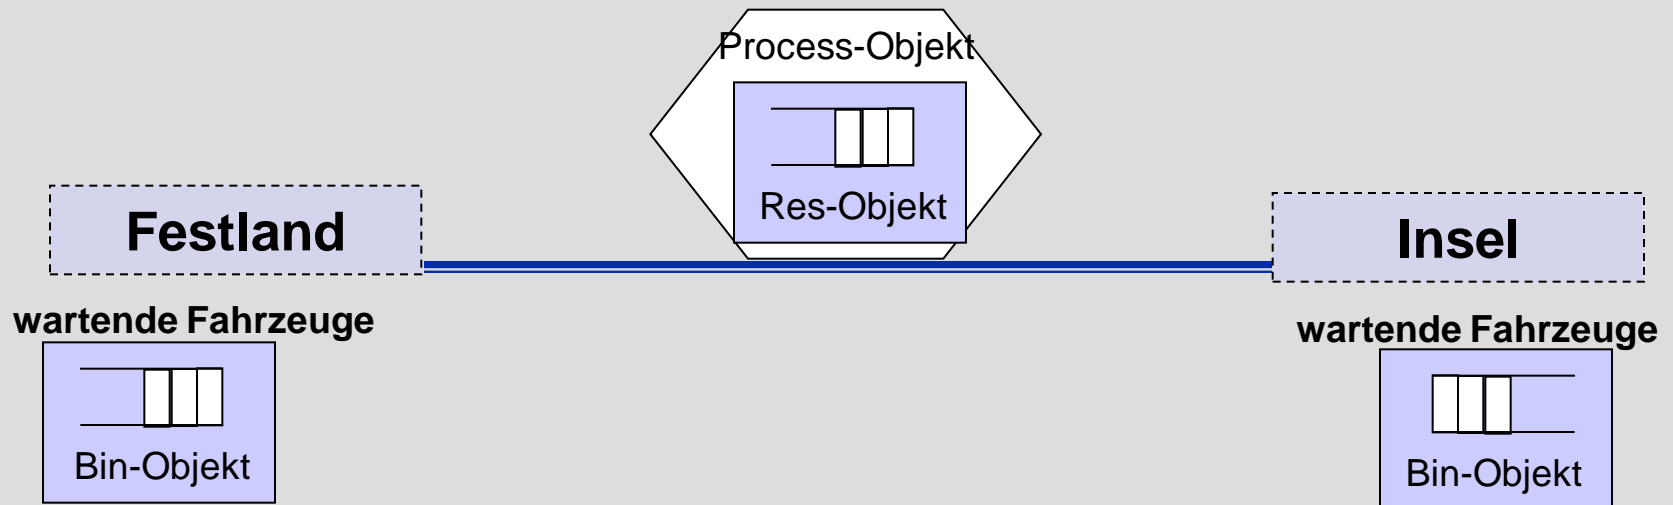 Process-Objekt
Res-Objekt
Festland
Insel
wartende Fahrzeuge
wartende Fahrzeuge
Bin-Objekt
Bin-Objekt